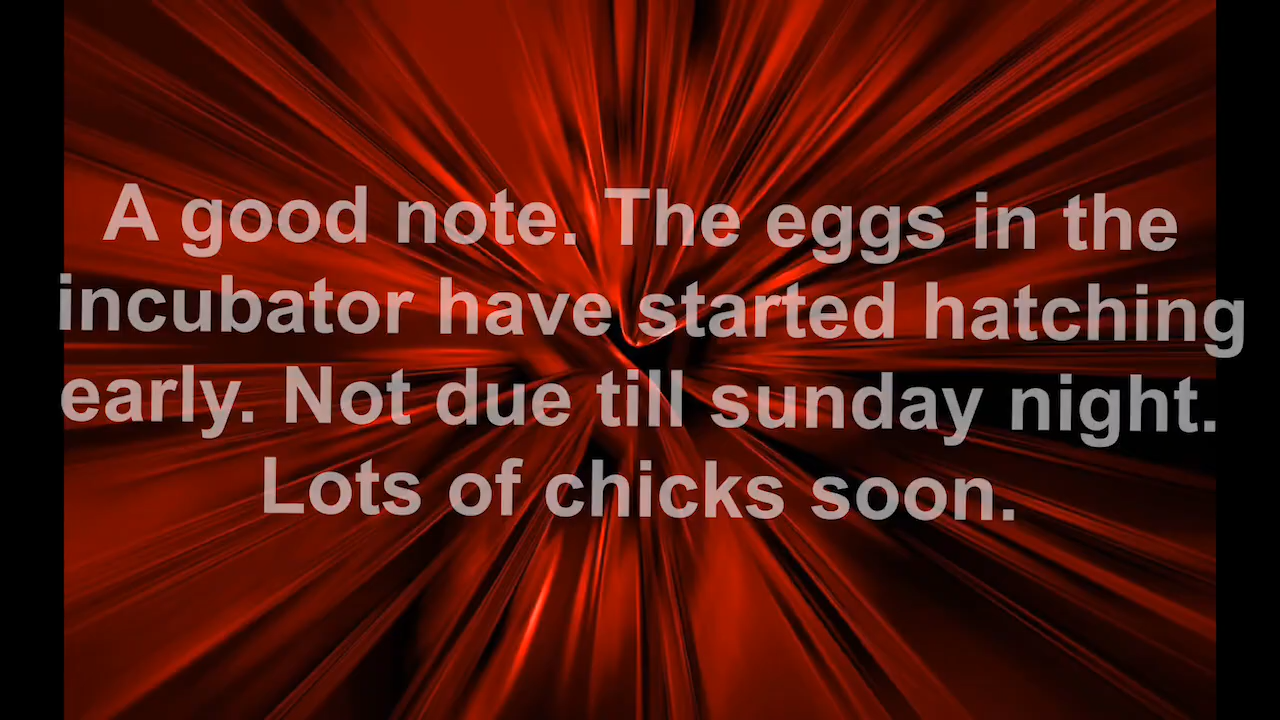 A good note. The eggs in the
incubator have started hatching
early. Not due till sunday night.
Lots of chicks soon.